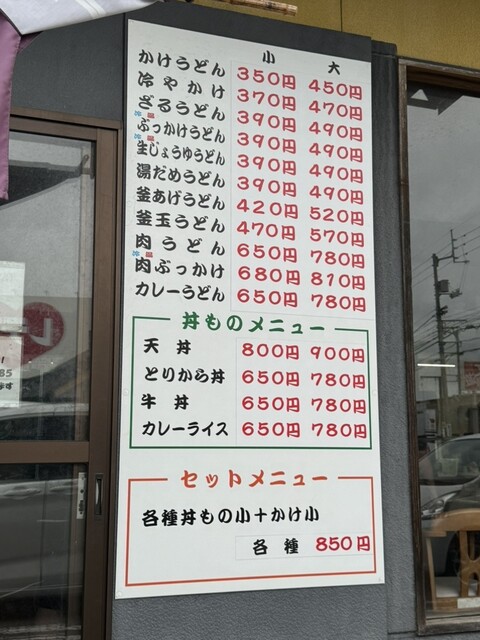 小 大
かけうどん 350円 450円
冷やかけ 370円 470円
ざるうどん 390円 490円
冷 温
ぶっかけうどん 390円 490円
冷 温
生じょうゆうどん 390円 490円
湯だめうどん 390円 490円
釜あげうどん 420円 520円
釜玉うどん 470円 570円
肉うどん 650円 780円
冷 温
肉ぶっかけ 680円 810円
カレーうどん 650円 780円
丼ものメニュー
天丼 800円 900円
とりから丼 650円 780円
牛丼 650円 780円
カレーライス 650円 780円
セットメニュー
各種丼もの小＋かけ小
各種 850円